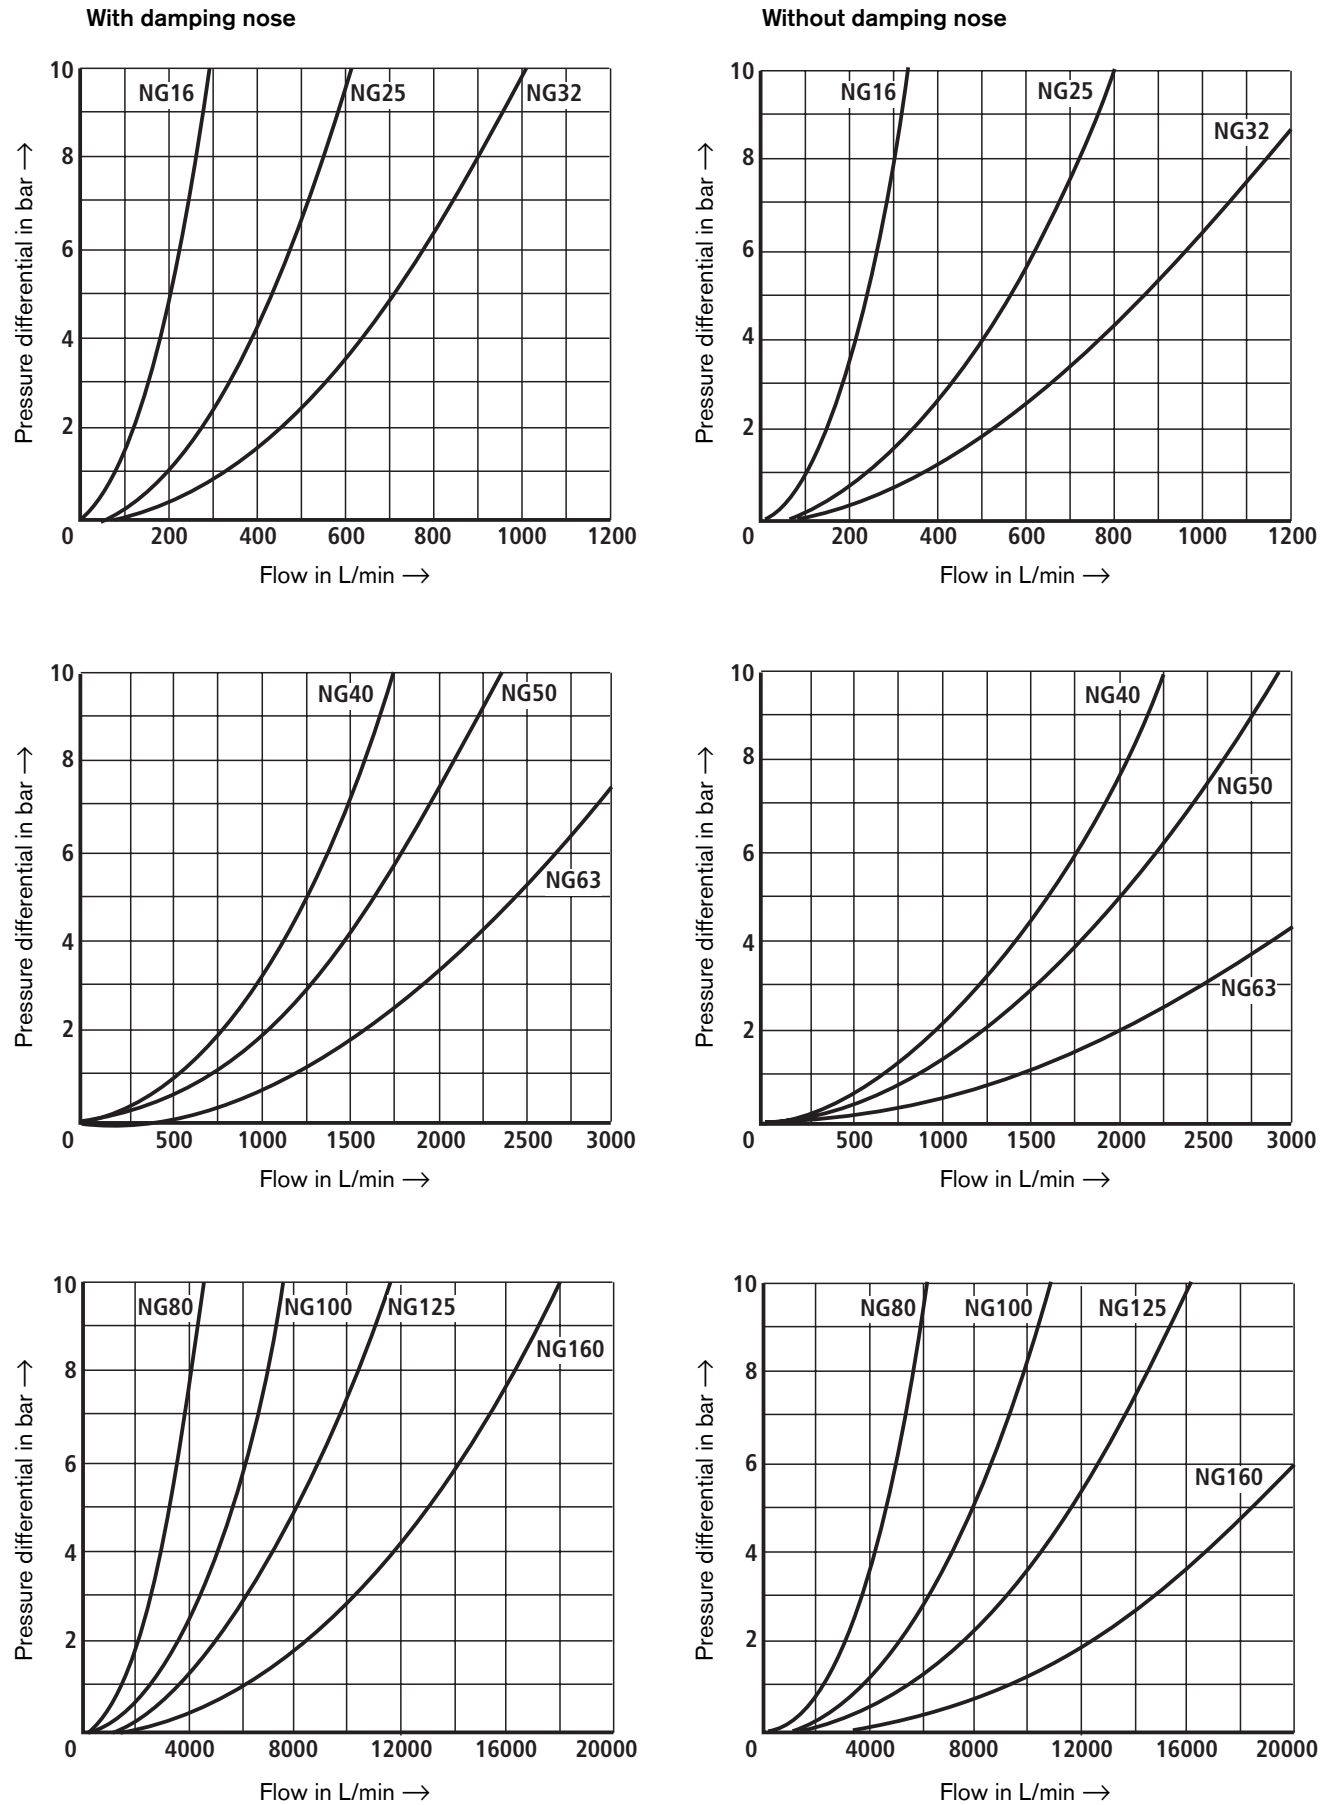 With damping nose
Without damping nose
10
8
6
4
2
0
200
400
600
800
1000
1200
NG16
NG25
NG32
Pressure differential in bar →
Flow in L/min →
10
8
6
4
2
0
200
400
600
800
1000
1200
NG16
NG25
NG32
Pressure differential in bar →
Flow in L/min →
10
8
6
4
2
0
500
1000
1500
2000
2500
3000
NG40
NG50
NG63
Pressure differential in bar →
Flow in L/min →
10
8
6
4
2
0
500
1000
1500
2000
2500
3000
NG40
NG50
NG63
Pressure differential in bar →
Flow in L/min →
10
8
6
4
2
0
4000
8000
12000
16000
20000
NG80
NG100
NG125
NG160
Pressure differential in bar →
Flow in L/min →
10
8
6
4
2
0
4000
8000
12000
16000
20000
NG80
NG100
NG125
NG160
Pressure differential in bar →
Flow in L/min →